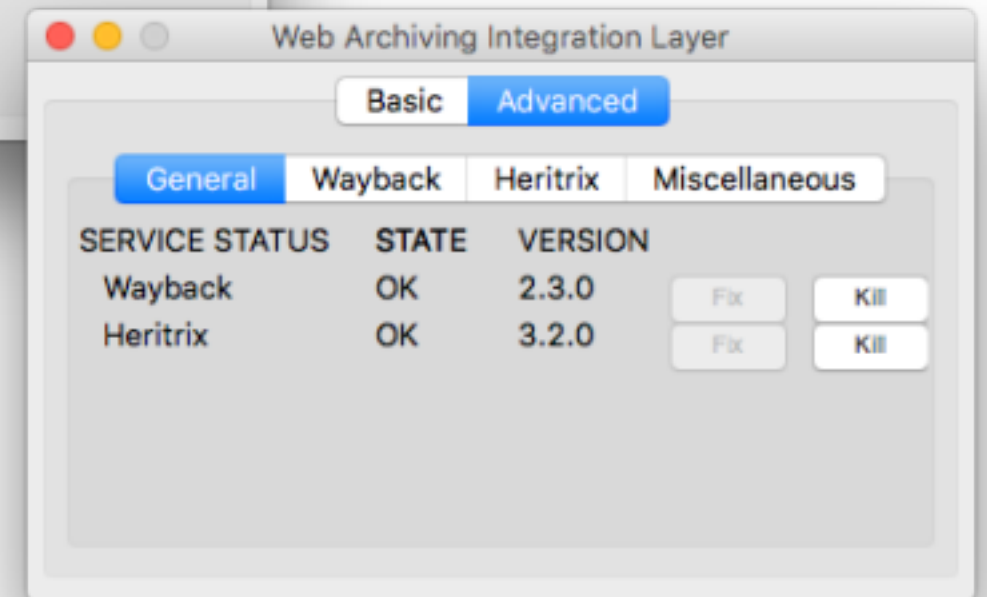 Web Archiving Integration Layer
Basic Advanced
General Wayback Heritrix Miscellaneous
SERVICE STATUS STATE VERSION
Wayback OK 2.3.0 Fix Kill
Heritrix OK 3.2.0 Fix Kill